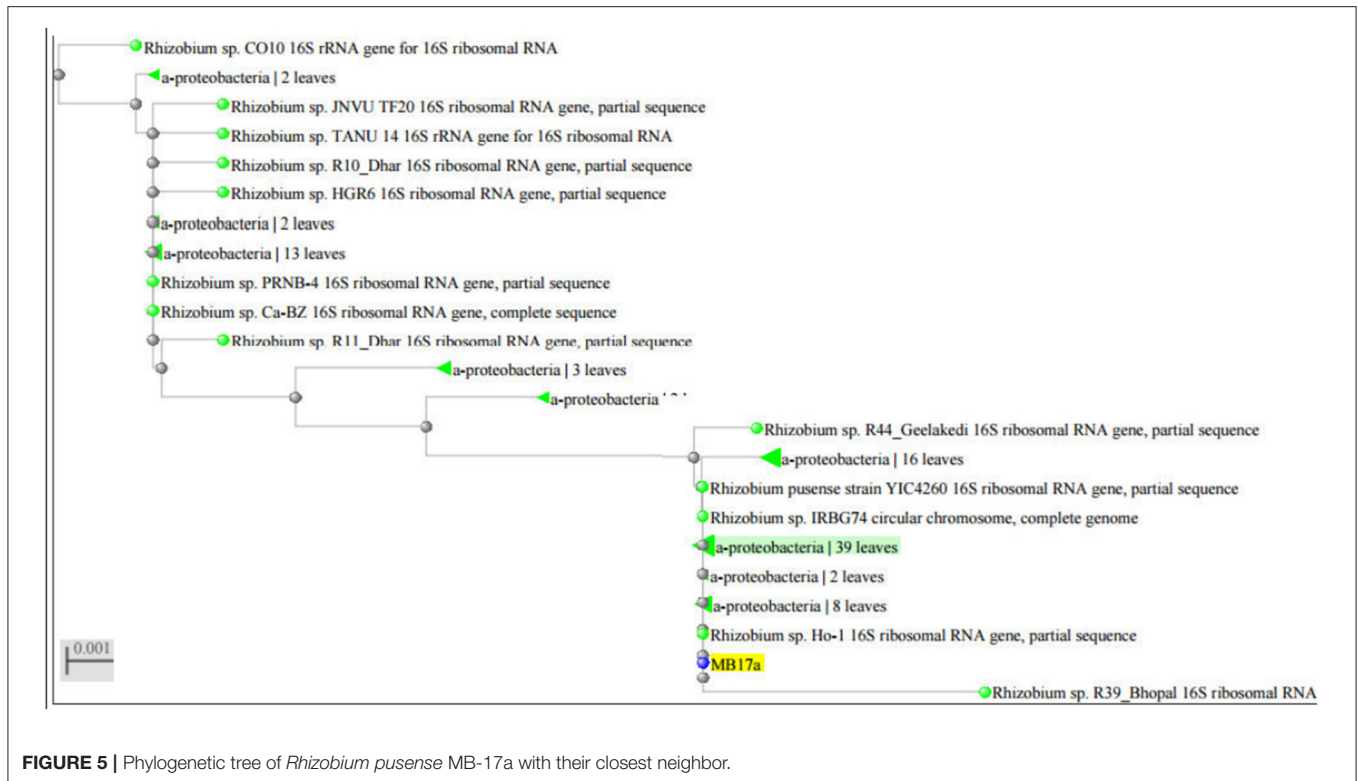 Rhizobium sp. CO10 16S rRNA gene for 16S ribosomal RNA
a-proteobacteria | 2 leaves
Rhizobium sp. JNVU TF20 16S ribosomal RNA gene, partial sequence
Rhizobium sp. TANU 14 16S rRNA gene for 16S ribosomal RNA
Rhizobium sp. R10_Dhar 16S ribosomal RNA gene, partial sequence
Rhizobium sp. HGR6 16S ribosomal RNA gene, partial sequence
a-proteobacteria | 2 leaves
a-proteobacteria | 13 leaves
Rhizobium sp. PRNB-4 16S ribosomal RNA gene, partial sequence
Rhizobium sp. Ca-BZ 16S ribosomal RNA gene, complete sequence
Rhizobium sp. R11_Dhar 16S ribosomal RNA gene, partial sequence
a-proteobacteria | 3 leaves
a-proteobacteria
Rhizobium sp. R44_Geelakedi 16S ribosomal RNA gene, partial sequence
a-proteobacteria | 16 leaves
Rhizobium pusense strain YIC4260 16S ribosomal RNA gene, partial sequence
Rhizobium sp. IRBG74 circular chromosome, complete genome
a-proteobacteria | 39 leaves
a-proteobacteria | 2 leaves
a-proteobacteria | 8 leaves
Rhizobium sp. Ho-1 16S ribosomal RNA gene, partial sequence
0.001
MB17a
Rhizobium sp. R39_Bhopal 16S ribosomal RNA
FIGURE 5 | Phylogenetic tree of Rhizobium pusense MB-17a with their closest neighbor.